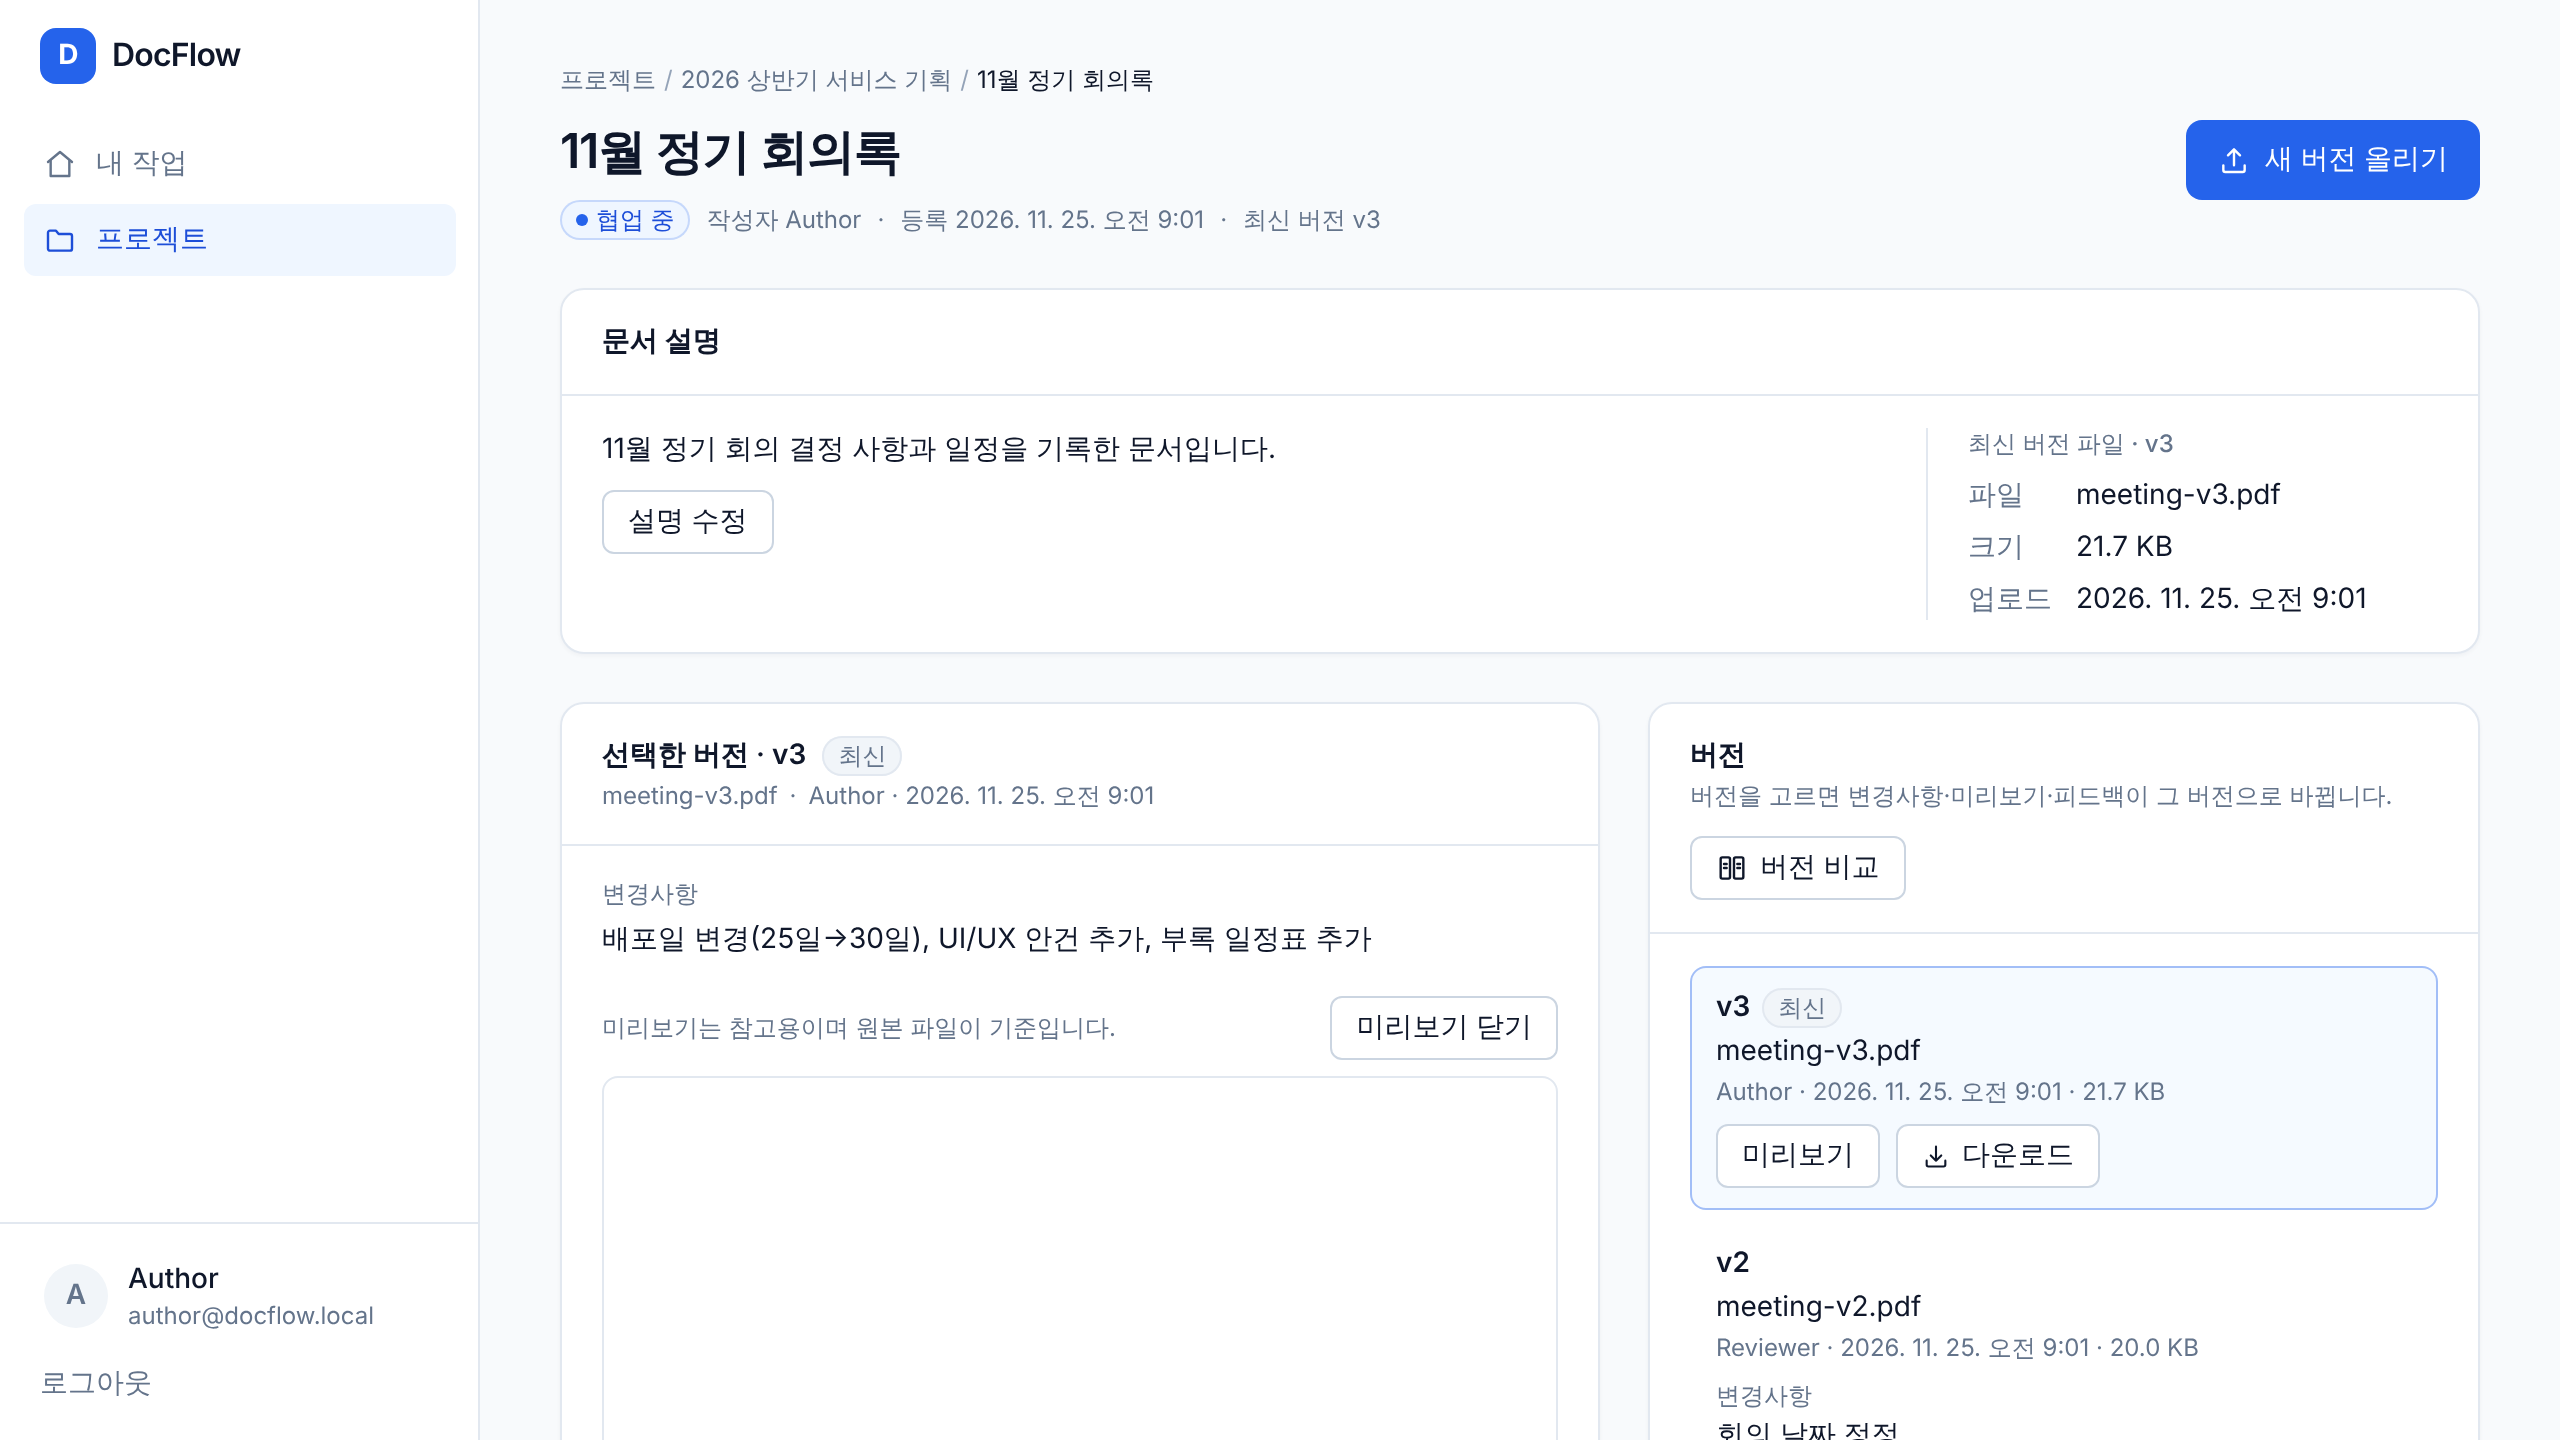 D DocFlow
내 작업
프로젝트
Author
A
author@docflow.local
로그아웃
프로젝트 / 2026 상반기 서비스 기획 / 11월 정기 회의록
11월 정기 회의록
새 버전 올리기
협업 중 작성자 Author · 등록 2026. 11. 25. 오전 9:01 · 최신 버전 v3
문서 설명
11월 정기 회의 결정 사항과 일정을 기록한 문서입니다.
설명 수정
최신 버전 파일 · v3
파일 meeting-v3.pdf
크기 21.7 KB
업로드 2026. 11. 25. 오전 9:01
선택한 버전 · v3 최신
meeting-v3.pdf · Author · 2026. 11. 25. 오전 9:01
변경사항
배포일 변경(25일→30일), UI/UX 안건 추가, 부록 일정표 추가
미리보기는 참고용이며 원본 파일이 기준입니다.
미리보기 닫기
버전
버전을 고르면 변경사항·미리보기·피드백이 그 버전으로 바뀝니다.
버전 비교
v3 최신
meeting-v3.pdf
Author · 2026. 11. 25. 오전 9:01 · 21.7 KB
미리보기 다운로드
v2
meeting-v2.pdf
Reviewer · 2026. 11. 25. 오전 9:01 · 20.0 KB
변경사항
회의 날짜 정정